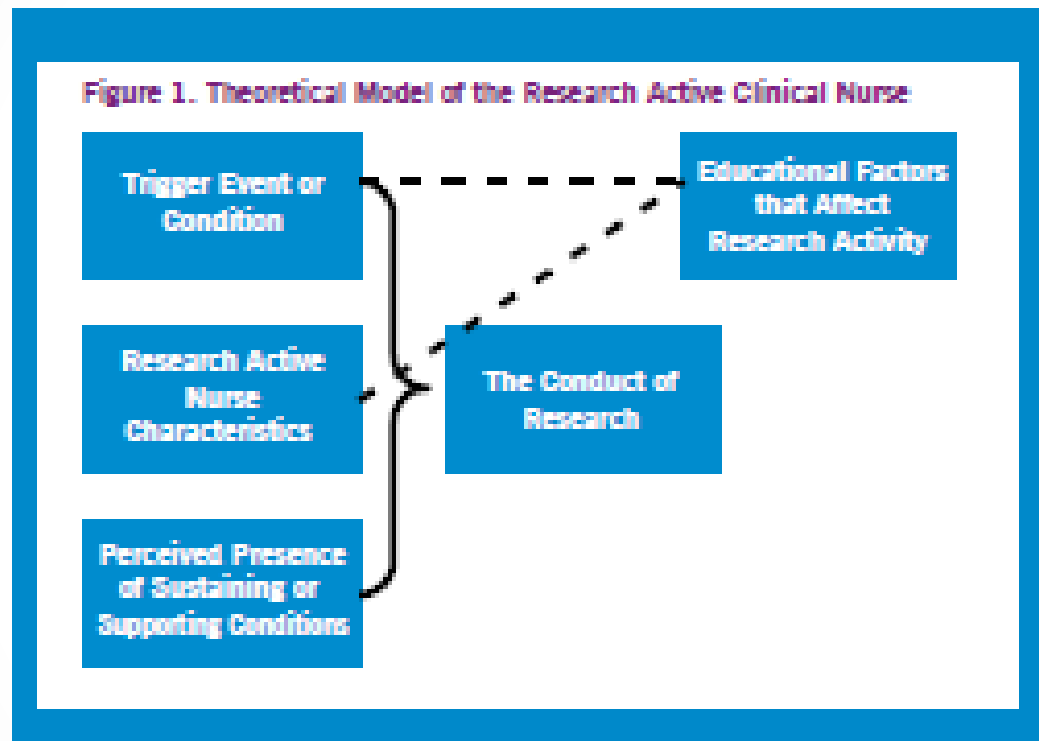 Figure 1. Theoretical Model of the Research Active Clinical Nurse
Trigger Event or
Condition
Educational Factors
that Affect
Research Activity
Research Active
Nurse
Characteristics
The Conduct of
Research
Perceived Presence
of Sustaining or
Supporting Conditions